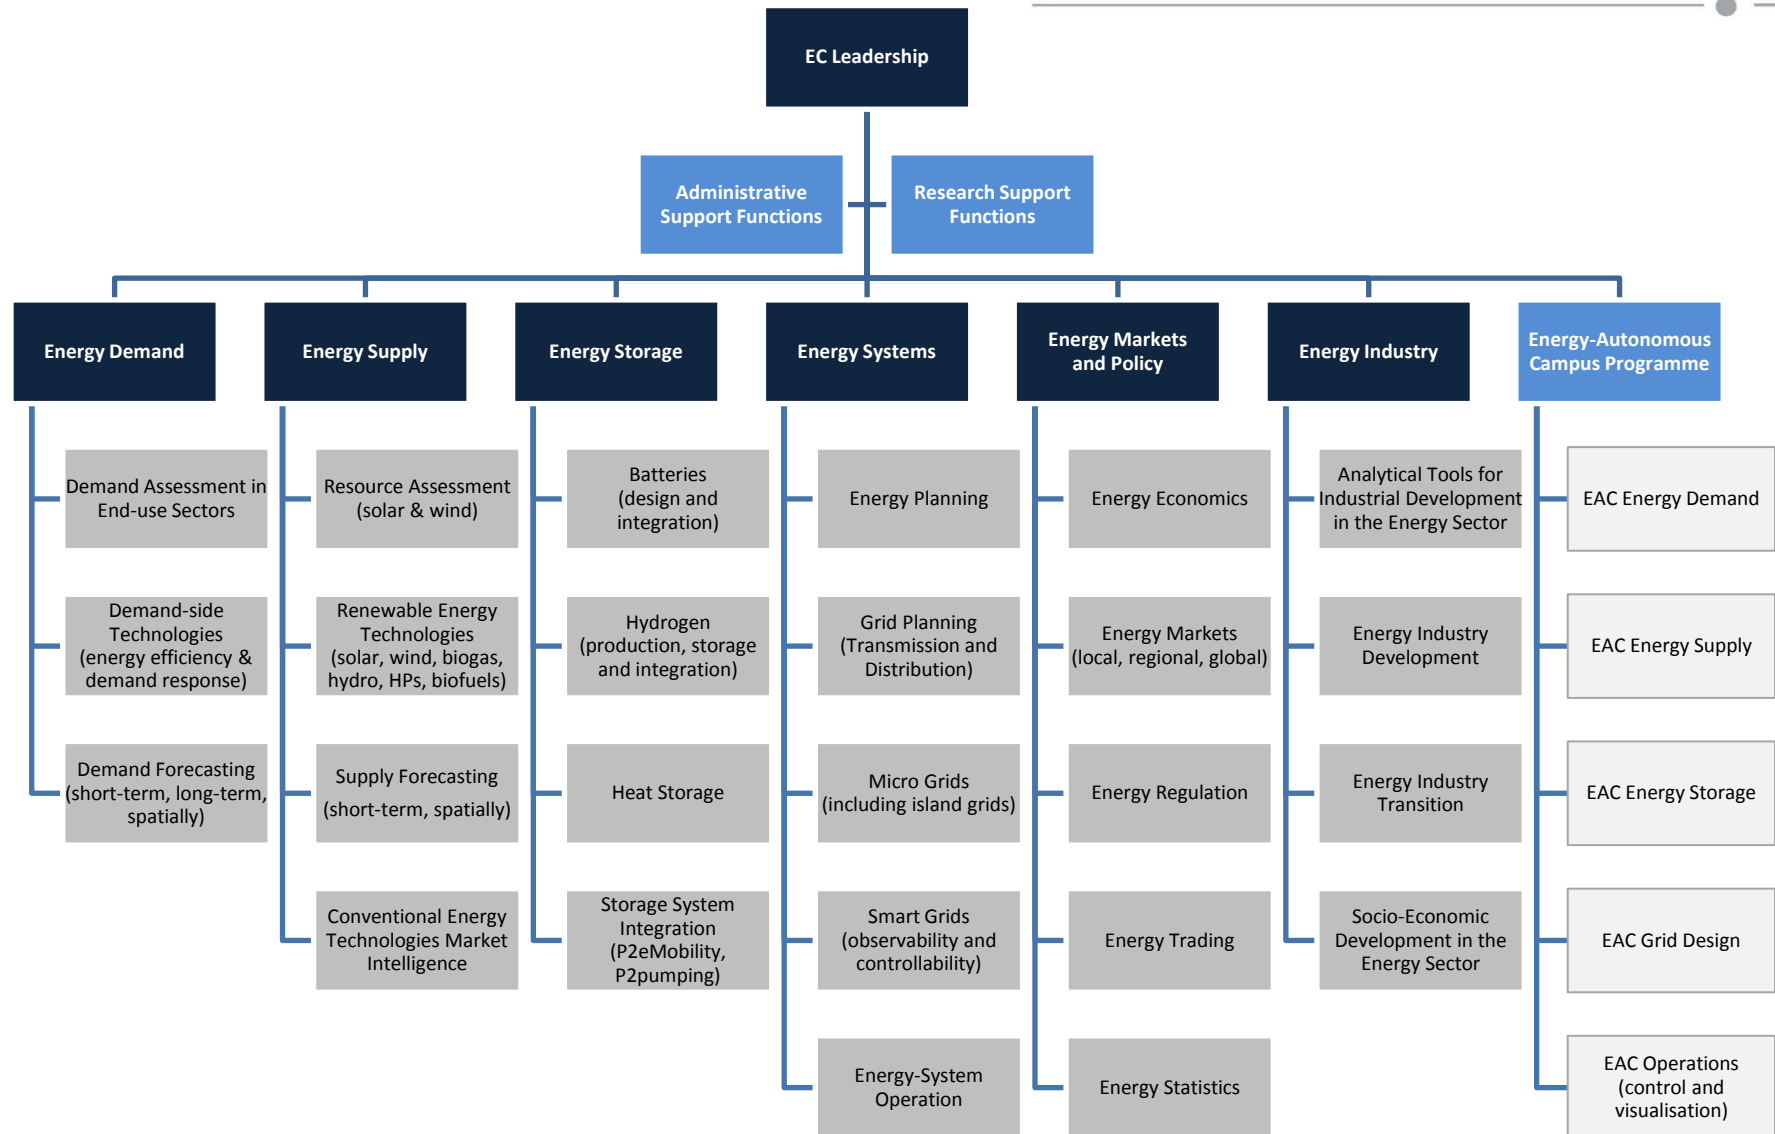 EC Leadership
Administrative
Support Functions
Research Support
Functions
Energy Demand
Energy Supply
Energy Storage
Energy Systems
Energy Markets
and Policy
Energy Industry
Energy-Autonomous
Campus Programme
Demand Assessment in
End-use Sectors
Demand-side
Technologies
(energy efficiency &
demand response)
Demand Forecasting
(short-term, long-term,
spatially)
Resource Assessment
(solar & wind)
Renewable Energy
Technologies
(solar, wind, biogas,
hydro, HPs, biofuels)
Supply Forecasting
(short-term, spatially)
Conventional Energy
Technologies Market
Intelligence
Batteries
(design and
integration)
Hydrogen
(production, storage
and integration)
Heat Storage
Storage System
Integration
(P2eMobility,
P2pumping)
Energy Planning
Grid Planning
(Transmission and
Distribution)
Micro Grids
(including island grids)
Smart Grids
(observability and
controllability)
Energy-System
Operation
Energy Economics
Energy Markets
(local, regional, global)
Energy Regulation
Energy Trading
Energy Statistics
Analytical Tools for
Industrial Development
in the Energy Sector
Energy Industry
Development
Energy Industry
Transition
Socio-Economic
Development in the
Energy Sector
EAC Energy Demand
EAC Energy Supply
EAC Energy Storage
EAC Grid Design
EAC Operations
(control and
visualisation)